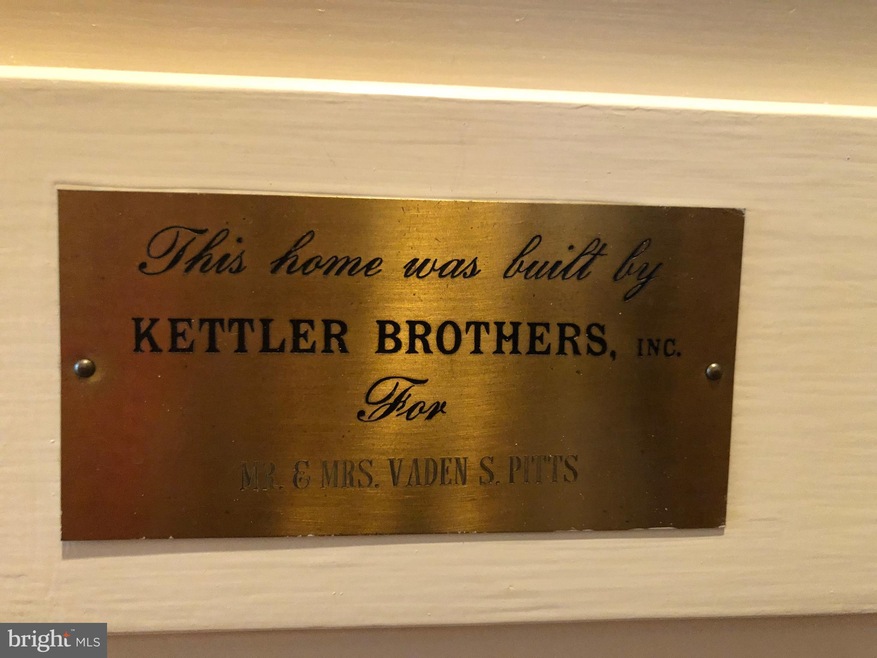 This home was built by
KETTLER BROTHERS, INC.
For
MR. & MRS. VADEN S. PITTS
bright MLS